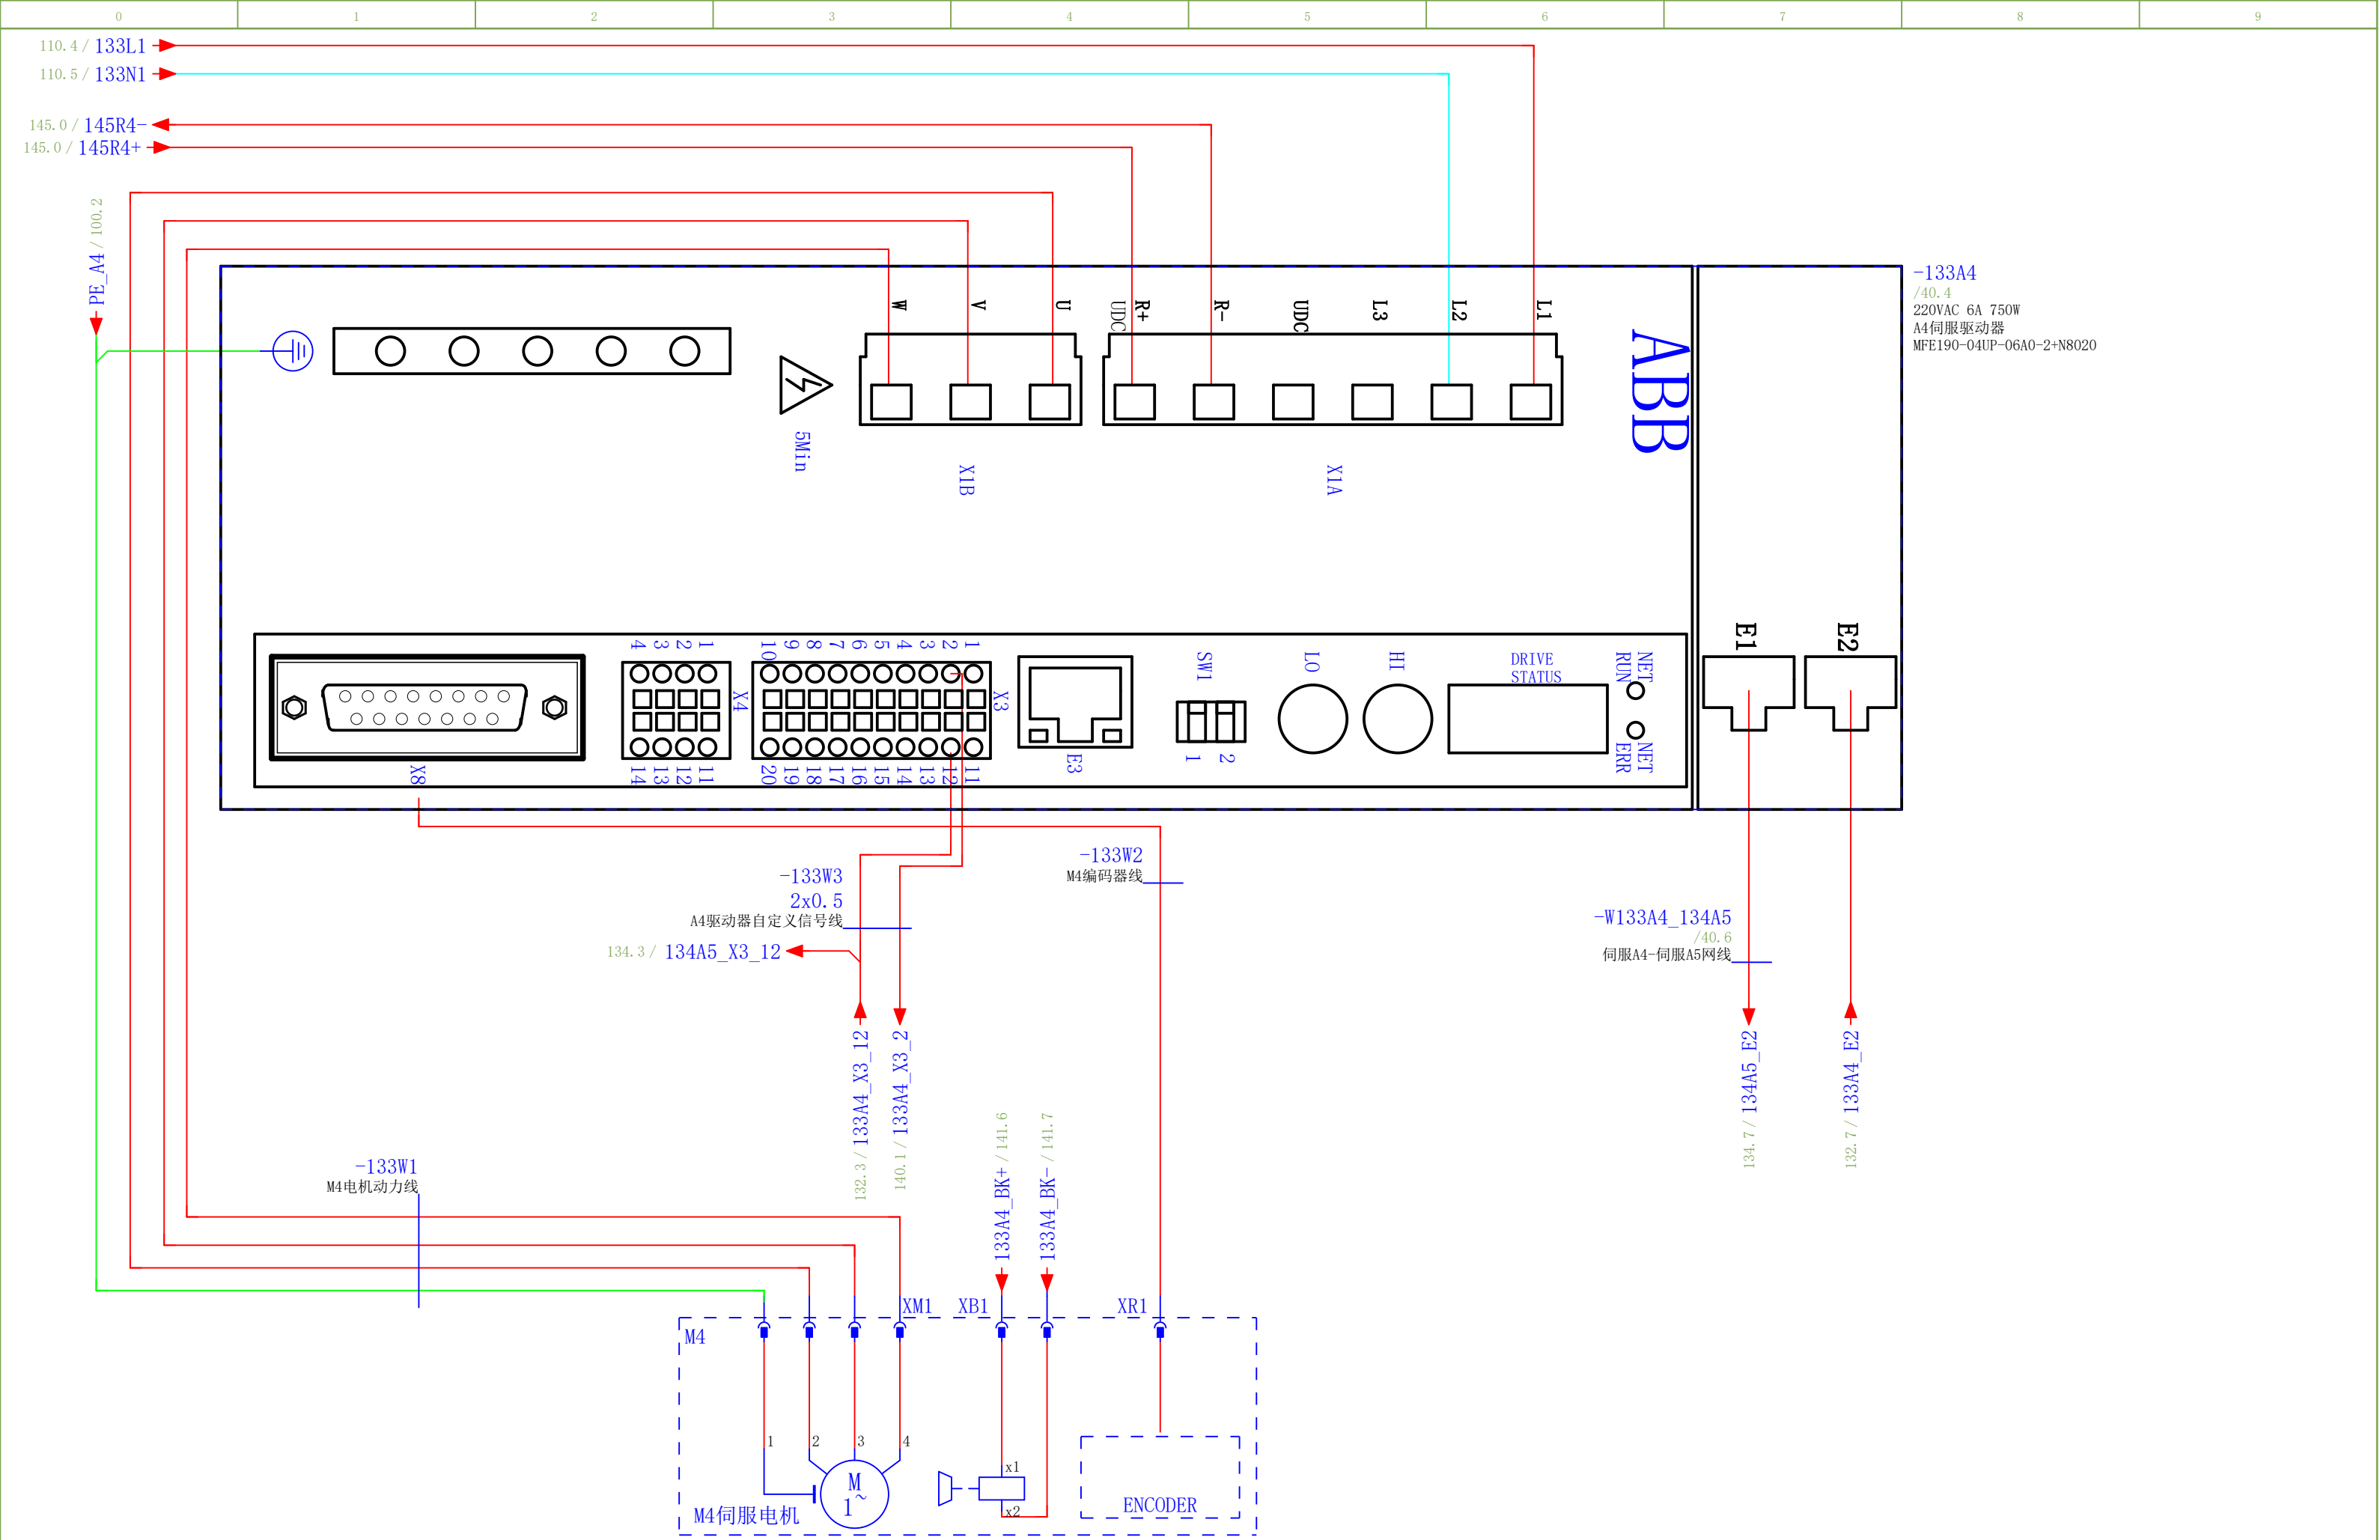 0 1 2 3 4 5 6 7 8 9
110.4 / 133L1
110.5 / 133N1
145.0 / 145R4-
145.0 / 145R4+
PE_A4 / 100.2
-133A4
/40.4
220VAC 6A 750W
A4伺服驱动器
MFE190-04UP-06A0-2+N8020
W V U
UDC R+ R- UDC L3 L2 L1
ABB
5Min
X1B
X1A
E1 E2
4 3 2 1
10 9 8 7 6 5 4 3 2 1
X4
X3
SW1
LO
HI
DRIVE
STATUS
NET
RUN
X8
14 13 12 11
20 19 18 17 16 15 14 13 12 11
E3
1 2
NET
ERR
-133W3
2x0.5
A4驱动器自定义信号线
134.3 / 134A5_X3_12
-133W2
M4编码器线
-W133A4_134A5
/40.6
伺服A4-伺服A5网线
132.3 / 133A4_X3_12
140.1 / 133A4_X3_2
133A4_BK+ / 141.6
133A4_BK- / 141.7
134.7 / 134A5_E2
132.7 / 133A4_E2
-133W1
M4电机动力线
XM1 XB1 XR1
M4
1 2 3 4
M
1~
x1
x2
M4伺服电机
ENCODER